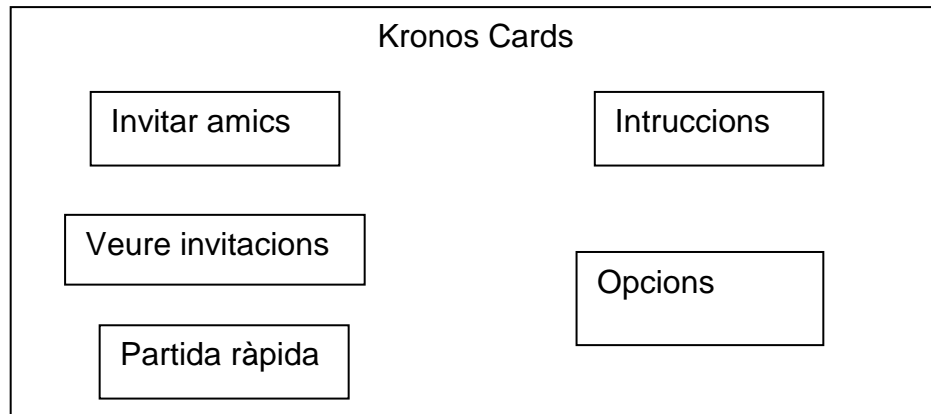 Kronos Cards
Invitar amics
Intruccions
Veure invitacions
Opcions
Partida ràpida